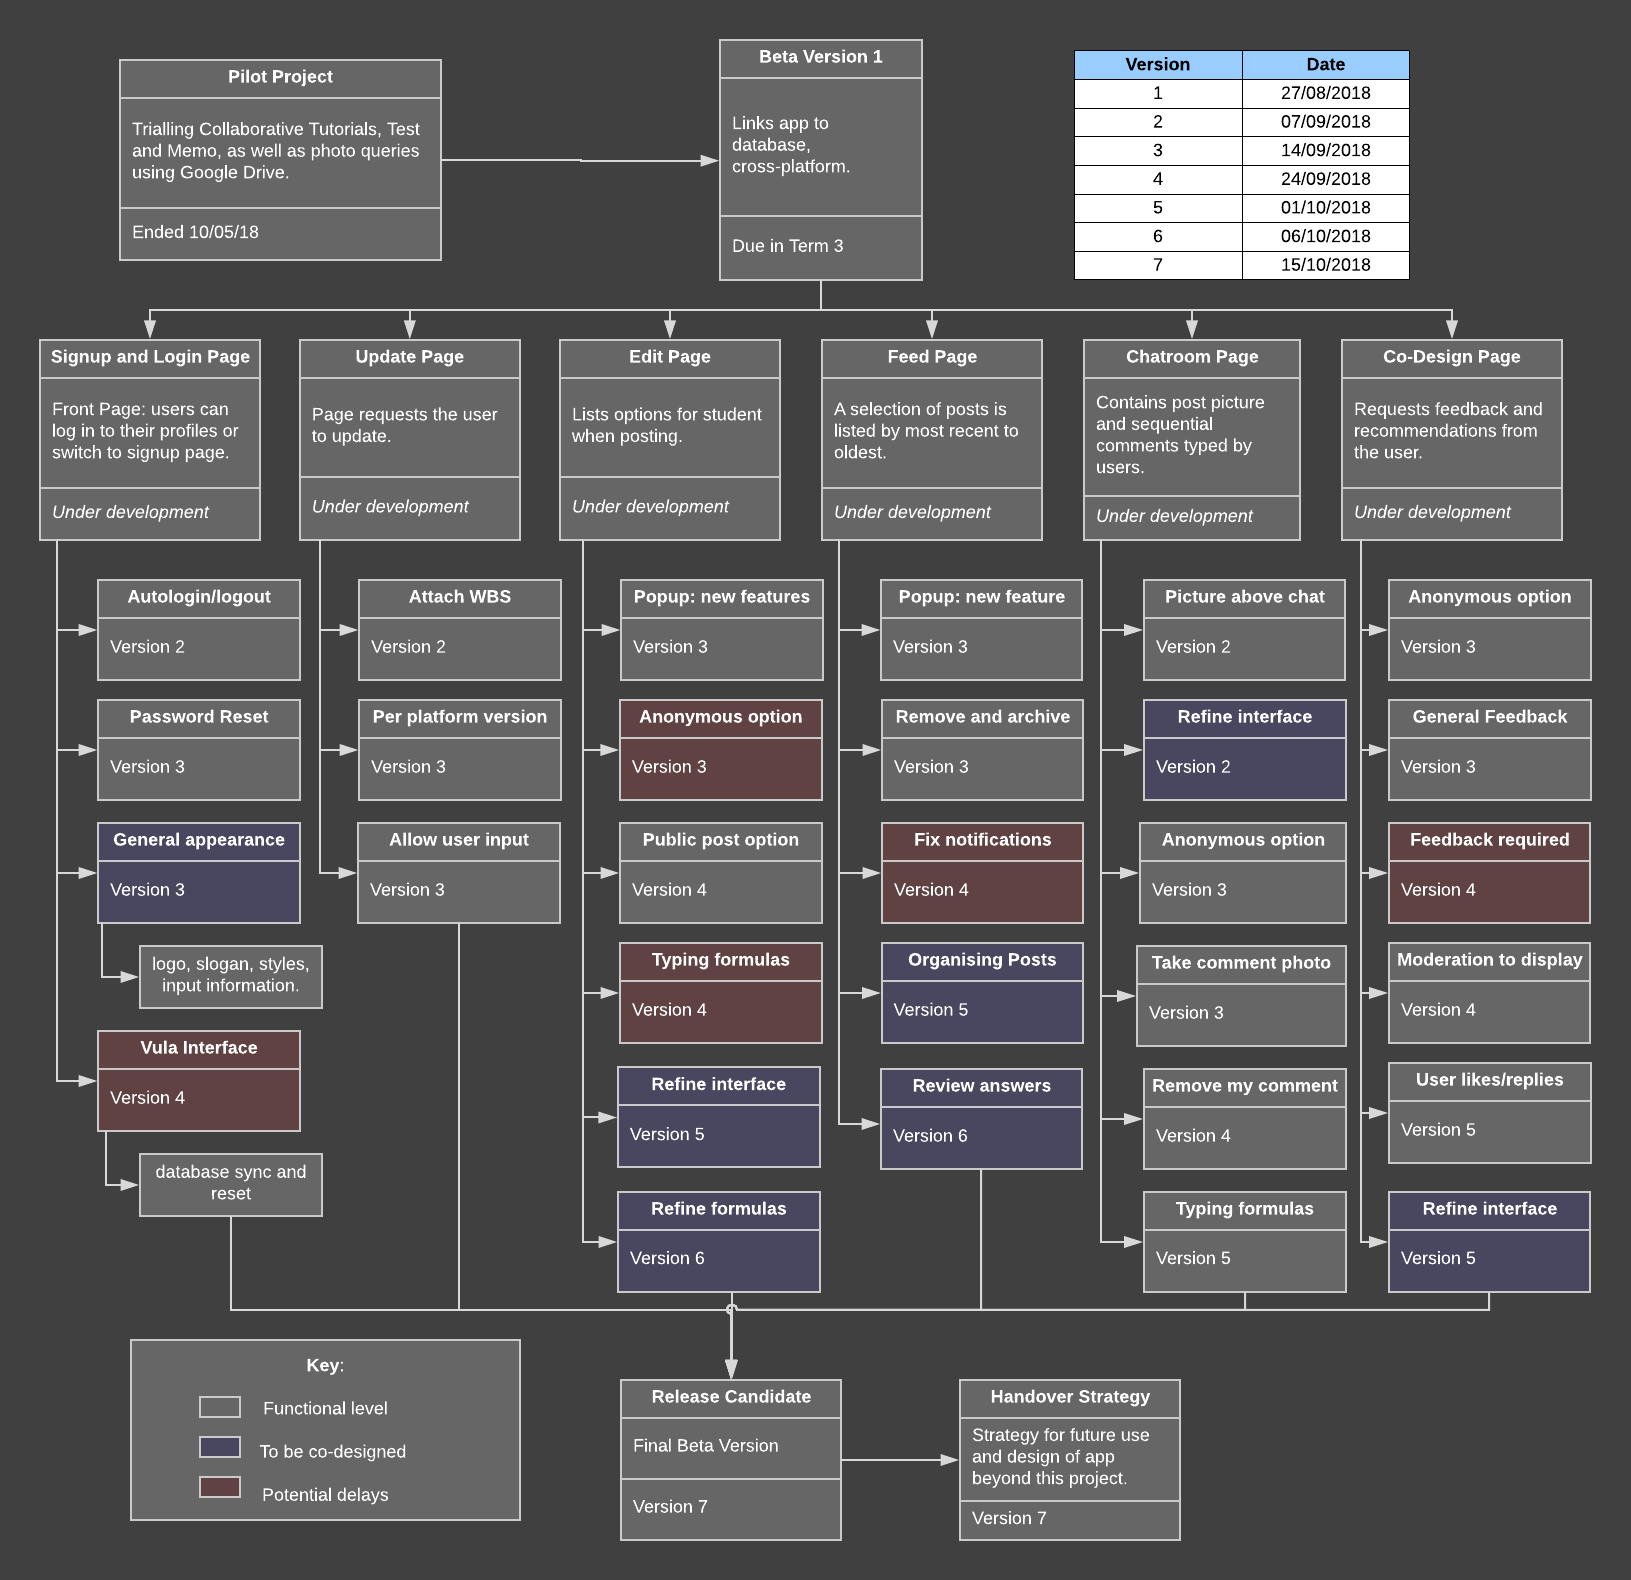 Pilot Project
Trialling Collaborative Tutorials, Test
and Memo, as well as photo queries
using Google Drive.
Ended 10/05/18
Beta Version 1
Links app to
database,
cross-platform.
Due in Term 3
Version Date
1 27/08/2018
2 07/09/2018
3 14/09/2018
4 24/09/2018
5 01/10/2018
6 06/10/2018
7 15/10/2018
Signup and Login Page
Front Page: users can
log in to their profiles or
switch to signup page.
Under development
Update Page
Page requests the user
to update.
Under development
Edit Page
Lists options for student
when posting.
Under development
Feed Page
A selection of posts is
listed by most recent to
oldest.
Under development
Chatroom Page
Contains post picture
and sequential
comments typed by
users.
Under development
Co-Design Page
Requests feedback and
recommendations from
the user.
Under development
Autologin/logout
Version 2
Password Reset
Version 3
General appearance
Version 3
logo, slogan, styles,
input information.
Vula Interface
Version 4
database sync and
reset
Attach WBS
Version 2
Per platform version
Version 3
Allow user input
Version 3
Popup: new features
Version 3
Anonymous option
Version 3
Public post option
Version 4
Typing formulas
Version 4
Refine interface
Version 5
Refine formulas
Version 6
Popup: new feature
Version 3
Remove and archive
Version 3
Fix notifications
Version 4
Organising Posts
Version 5
Review answers
Version 6
Picture above chat
Version 2
Refine interface
Version 2
Anonymous option
Version 3
Take comment photo
Version 3
Remove my comment
Version 4
Typing formulas
Version 5
Anonymous option
Version 3
General Feedback
Version 3
Feedback required
Version 4
Moderation to display
Version 4
User likes/replies
Version 5
Refine interface
Version 5
Key:
Functional level
To be co-designed
Potential delays
Release Candidate
Final Beta Version
Version 7
Handover Strategy
Strategy for future use
and design of app
beyond this project.
Version 7